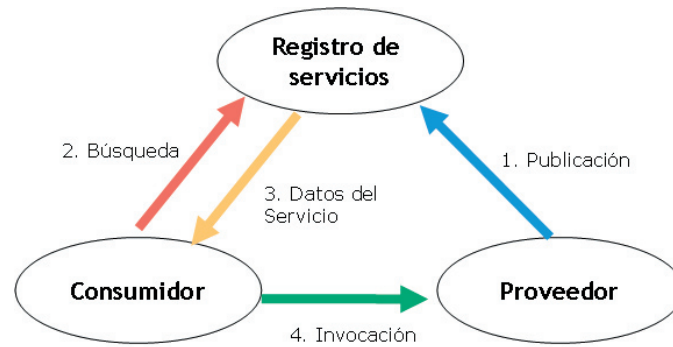 Registro de
servicios
2. Búsqueda
1. Publicación
3. Datos del
Servicio
Consumidor
Proveedor
4. Invocación